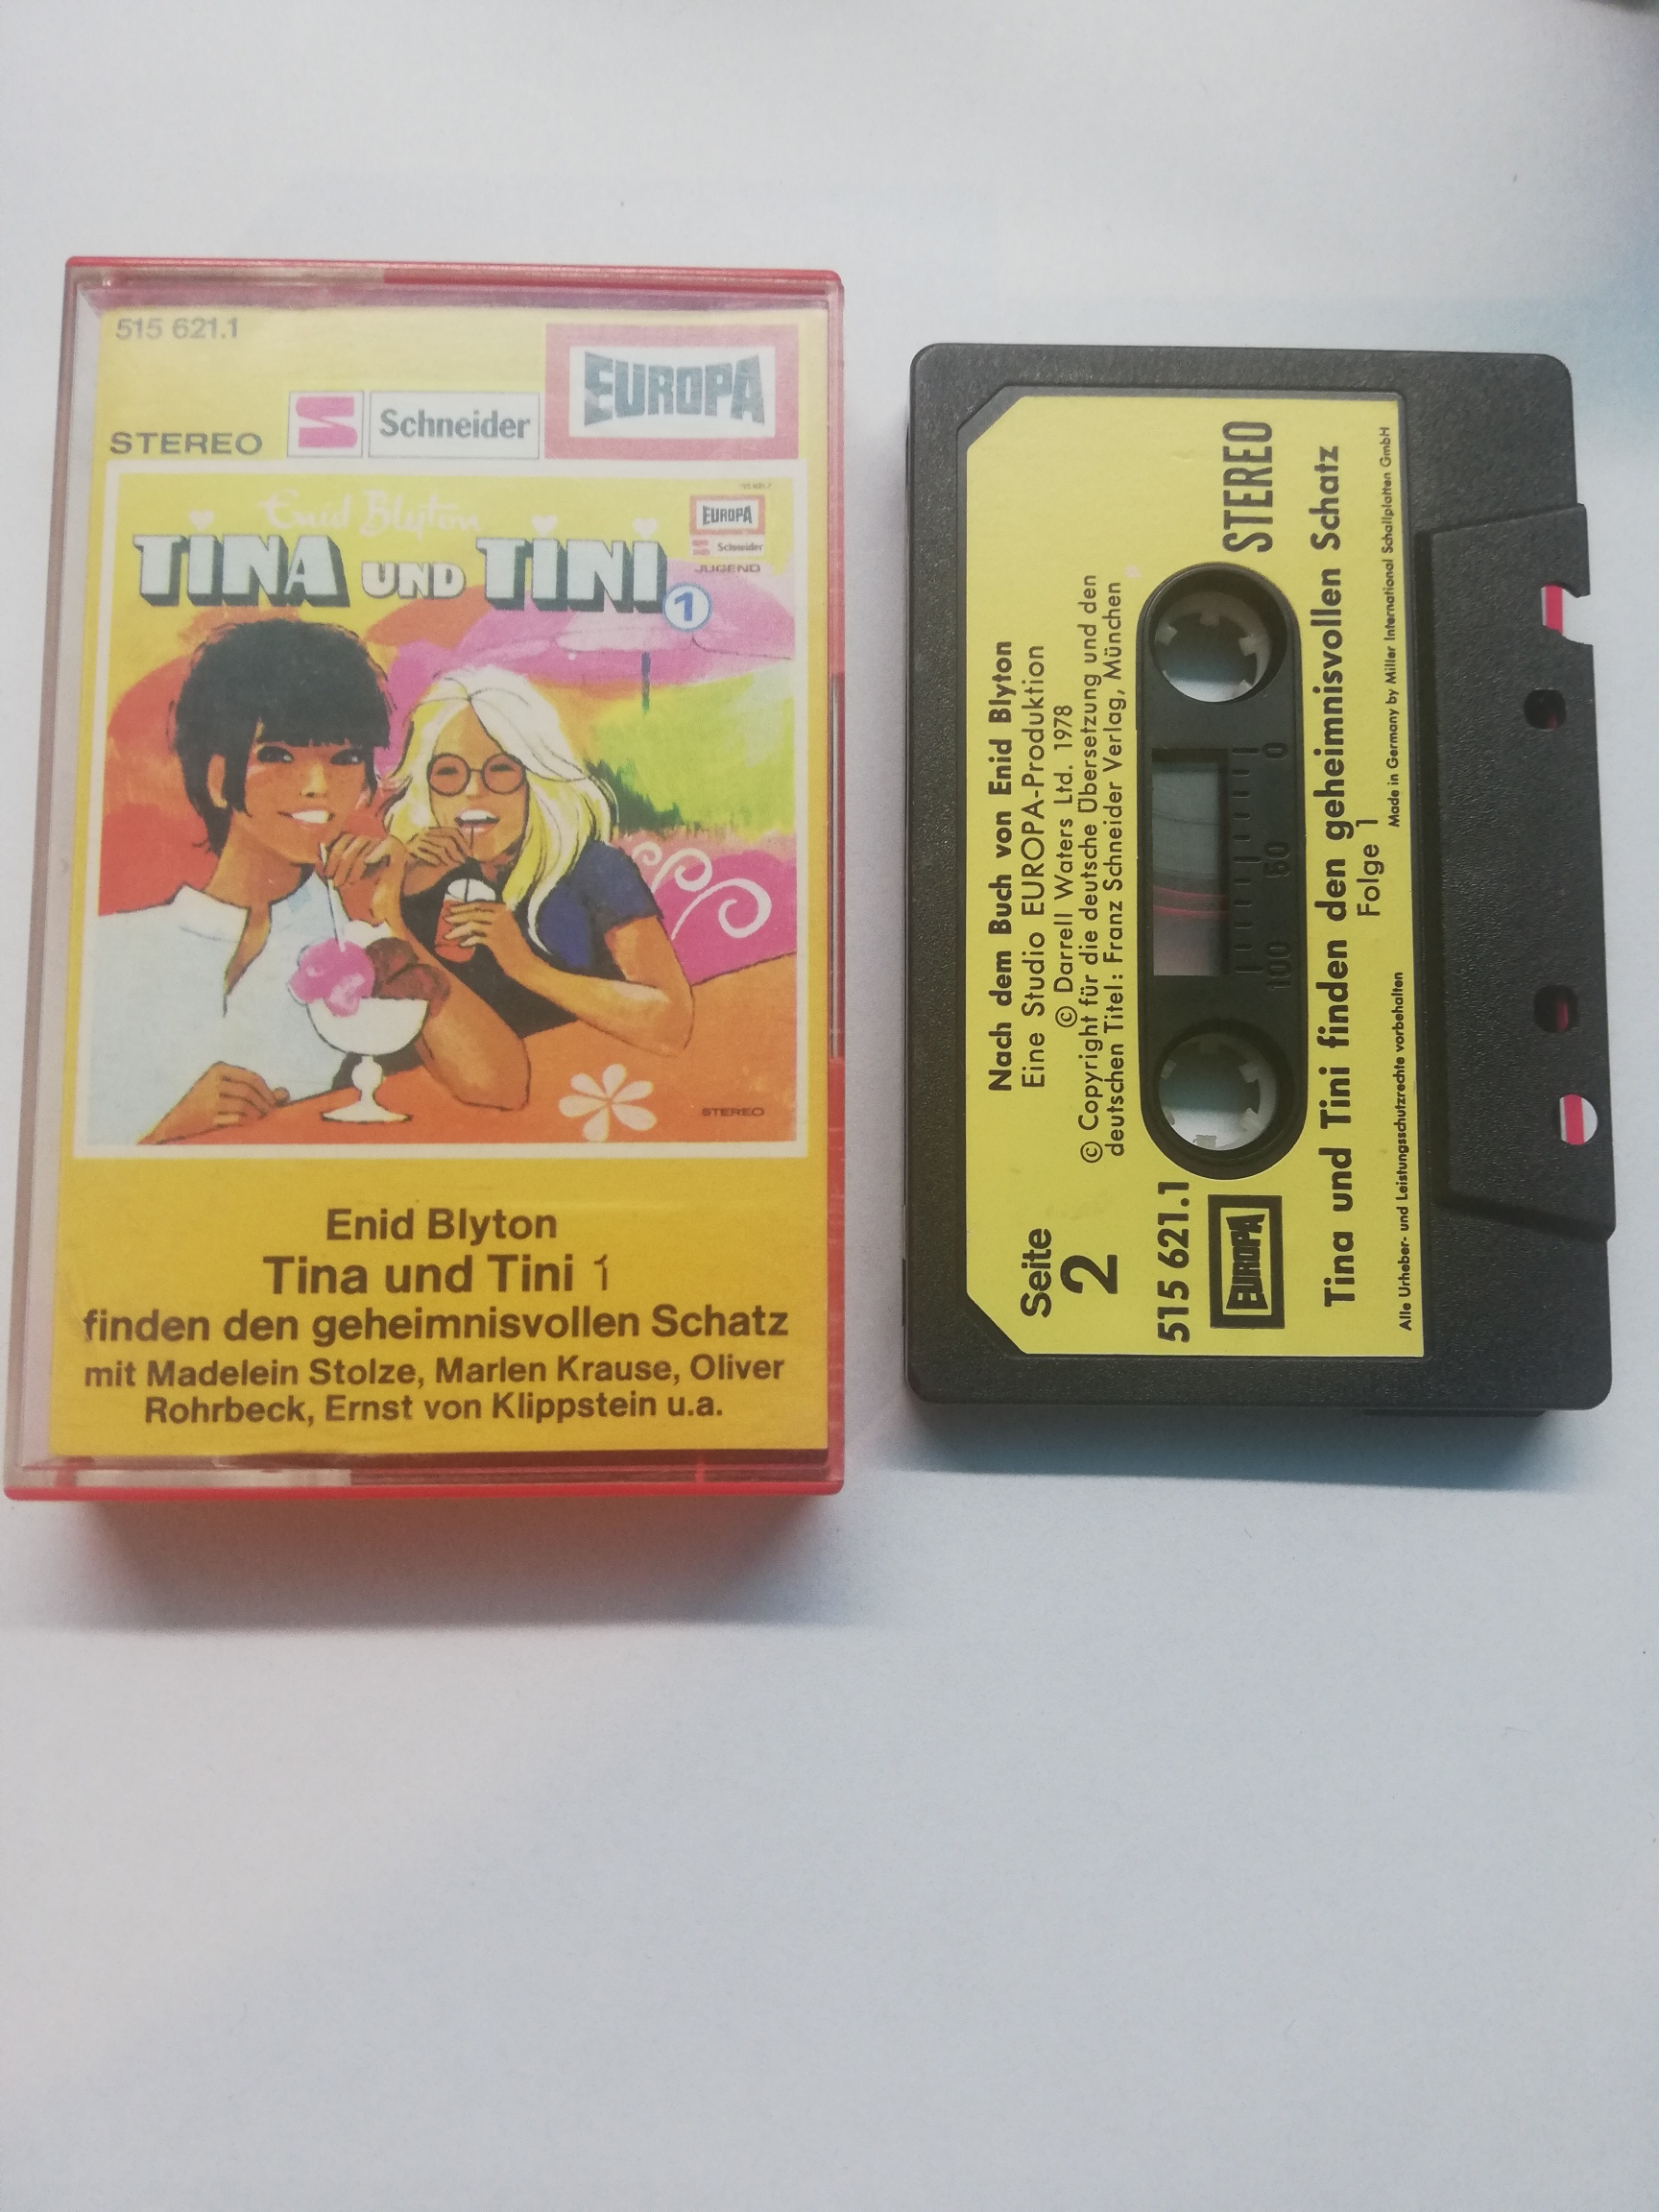 515 621.1
STEREO
Schneider
EUROPA
Enid Blyton
TINA UND TINI
1
EUROPA
Schneider
JUGEND
STEREO
Enid Blyton
Tina und Tini 1
finden den geheimnisvollen Schatz
mit Madelein Stolze, Marlen Krause, Oliver
Rohrbeck, Ernst von Klippstein u.a.
Seite
2
Nach dem Buch von Enid Blyton
Eine Studio EUROPA-Produktion
© Darrell Waters Ltd. 1978
© Copyright für die deutsche Übersetzung und den
deutschen Titel: Franz Schneider Verlag, München
515 621.1
STEREO
EUROPA
100 50 0
Tina und Tini finden den geheimnisvollen Schatz
Folge 1
Alle Urheber- und Leistungsschutzrechte vorbehalten
Made in Germany by Miller International Schallplatten GmbH